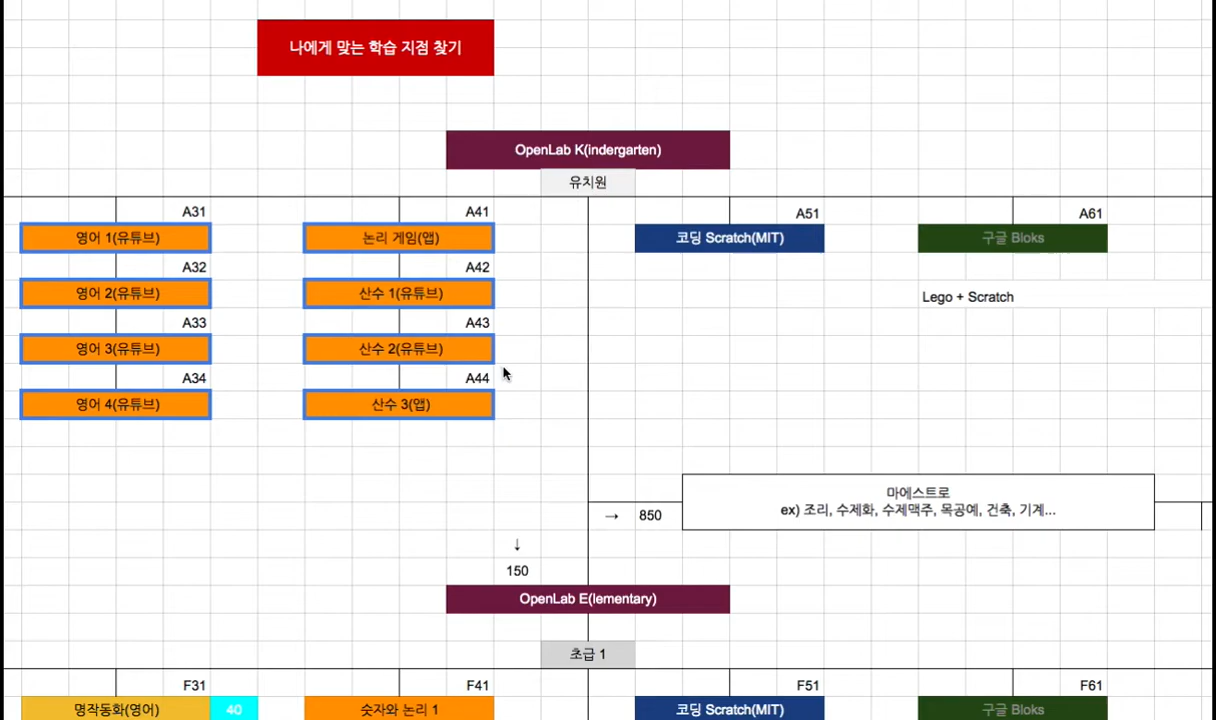 나에게 맞는 학습 지점 찾기
OpenLab K(indergarten)
유치원
A31 A41 A51 A61
영어 1(유튜브) 논리 게임(앱) 코딩 Scratch(MIT) 구글 Bloks
A32 A42
영어 2(유튜브) 산수 1(유튜브) Lego + Scratch
A33 A43
영어 3(유튜브) 산수 2(유튜브)
A34 A44
영어 4(유튜브) 산수 3(앱)
마에스트로
ex) 조리, 수제화, 수제맥주, 목공예, 건축, 기계...
→ 850
↓
150
OpenLab E(lementary)
초급 1
F31 F41 F51 F61
명작동화(영어) 40 숫자와 논리 1 코딩 Scratch(MIT) 구글 Bloks